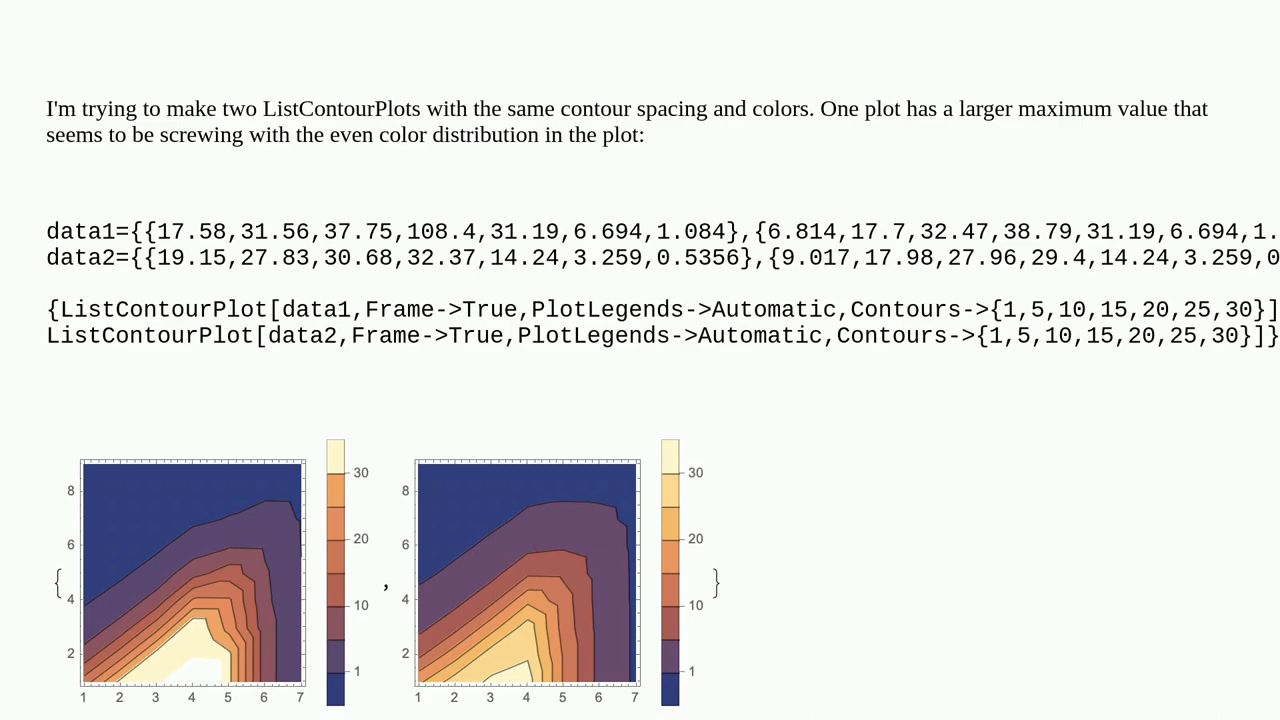 I'm trying to make two ListContourPlots with the same contour spacing and colors. One plot has a larger maximum value that
seems to be screwing with the even color distribution in the plot:
data1={{17.58,31.56,37.75,108.4,31.19,6.694,1.084},{6.814,17.7,32.47,38.79,31.19,6.694,1.
data2={{19.15,27.83,30.68,32.37,14.24,3.259,0.5356},{9.017,17.98,27.96,29.4,14.24,3.259,0
{ListContourPlot[data1,Frame->True,PlotLegends->Automatic,Contours->{1,5,10,15,20,25,30}]
ListContourPlot[data2,Frame->True,PlotLegends->Automatic,Contours->{1,5,10,15,20,25,30}]}
{ 8 6 4 2
1 2 3 4 5 6 7
30 20 10 1
,
8 6 4 2
1 2 3 4 5 6 7
30 20 10 1 }